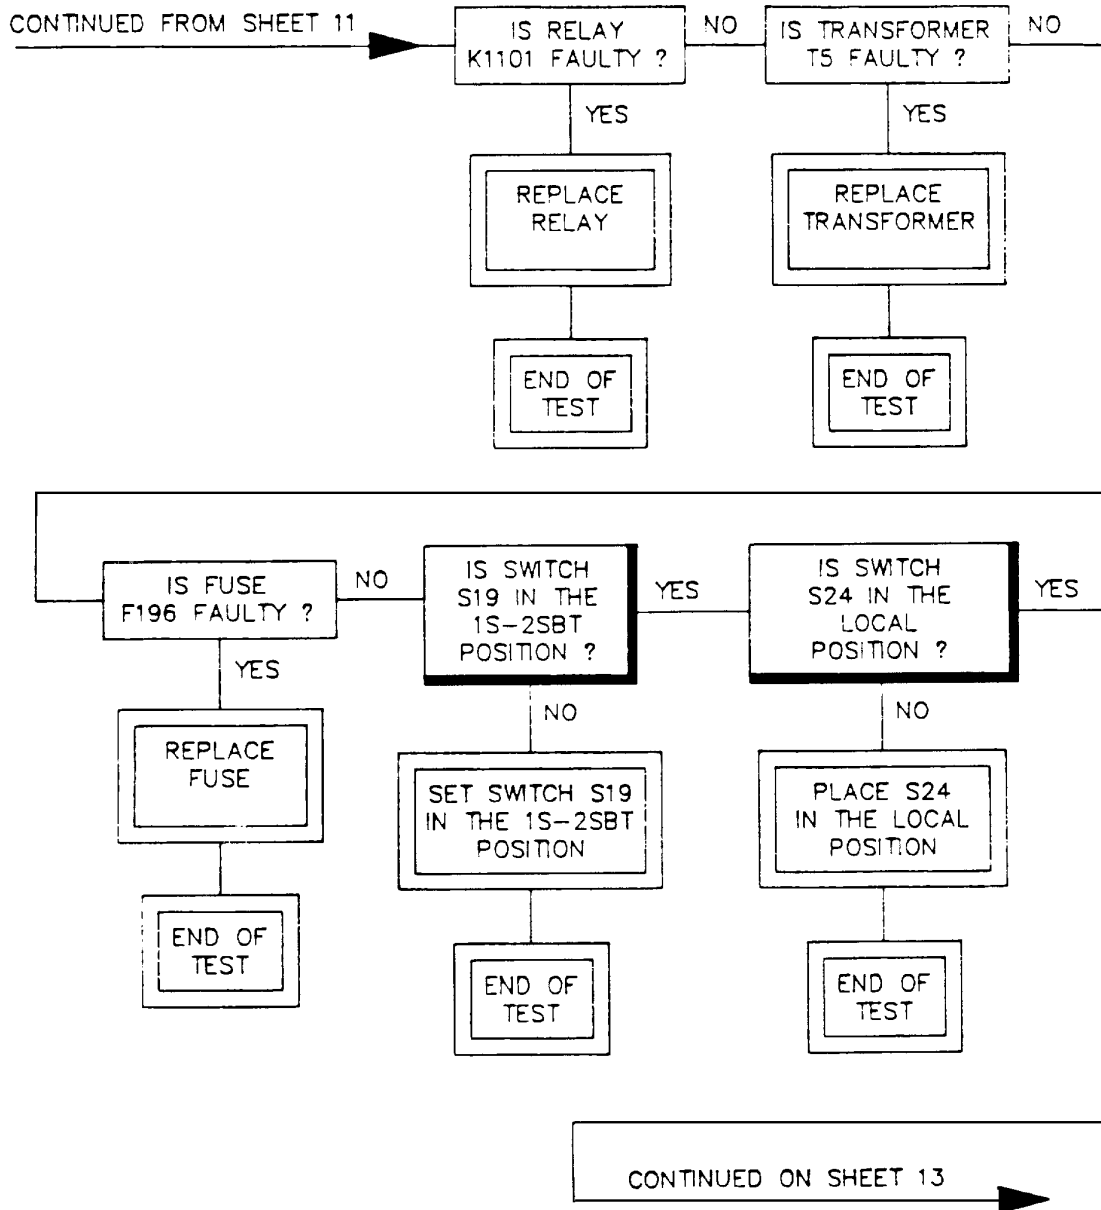 CONTINUED FROM SHEET 11
IS RELAY
K1101 FAULTY ?
NO
IS TRANSFORMER
T5 FAULTY ?
NO
YES
YES
REPLACE
RELAY
REPLACE
TRANSFORMER
END OF
TEST
END OF
TEST
IS FUSE
F196 FAULTY ?
NO
IS SWITCH
S19 IN THE
1S-2SBT
POSITION ?
YES
IS SWITCH
S24 IN THE
LOCAL
POSITION ?
YES
YES
NO
NO
REPLACE
FUSE
SET SWITCH S19
IN THE 1S-2SBT
POSITION
PLACE S24
IN THE LOCAL
POSITION
END OF
TEST
END OF
TEST
END OF
TEST
CONTINUED ON SHEET 13